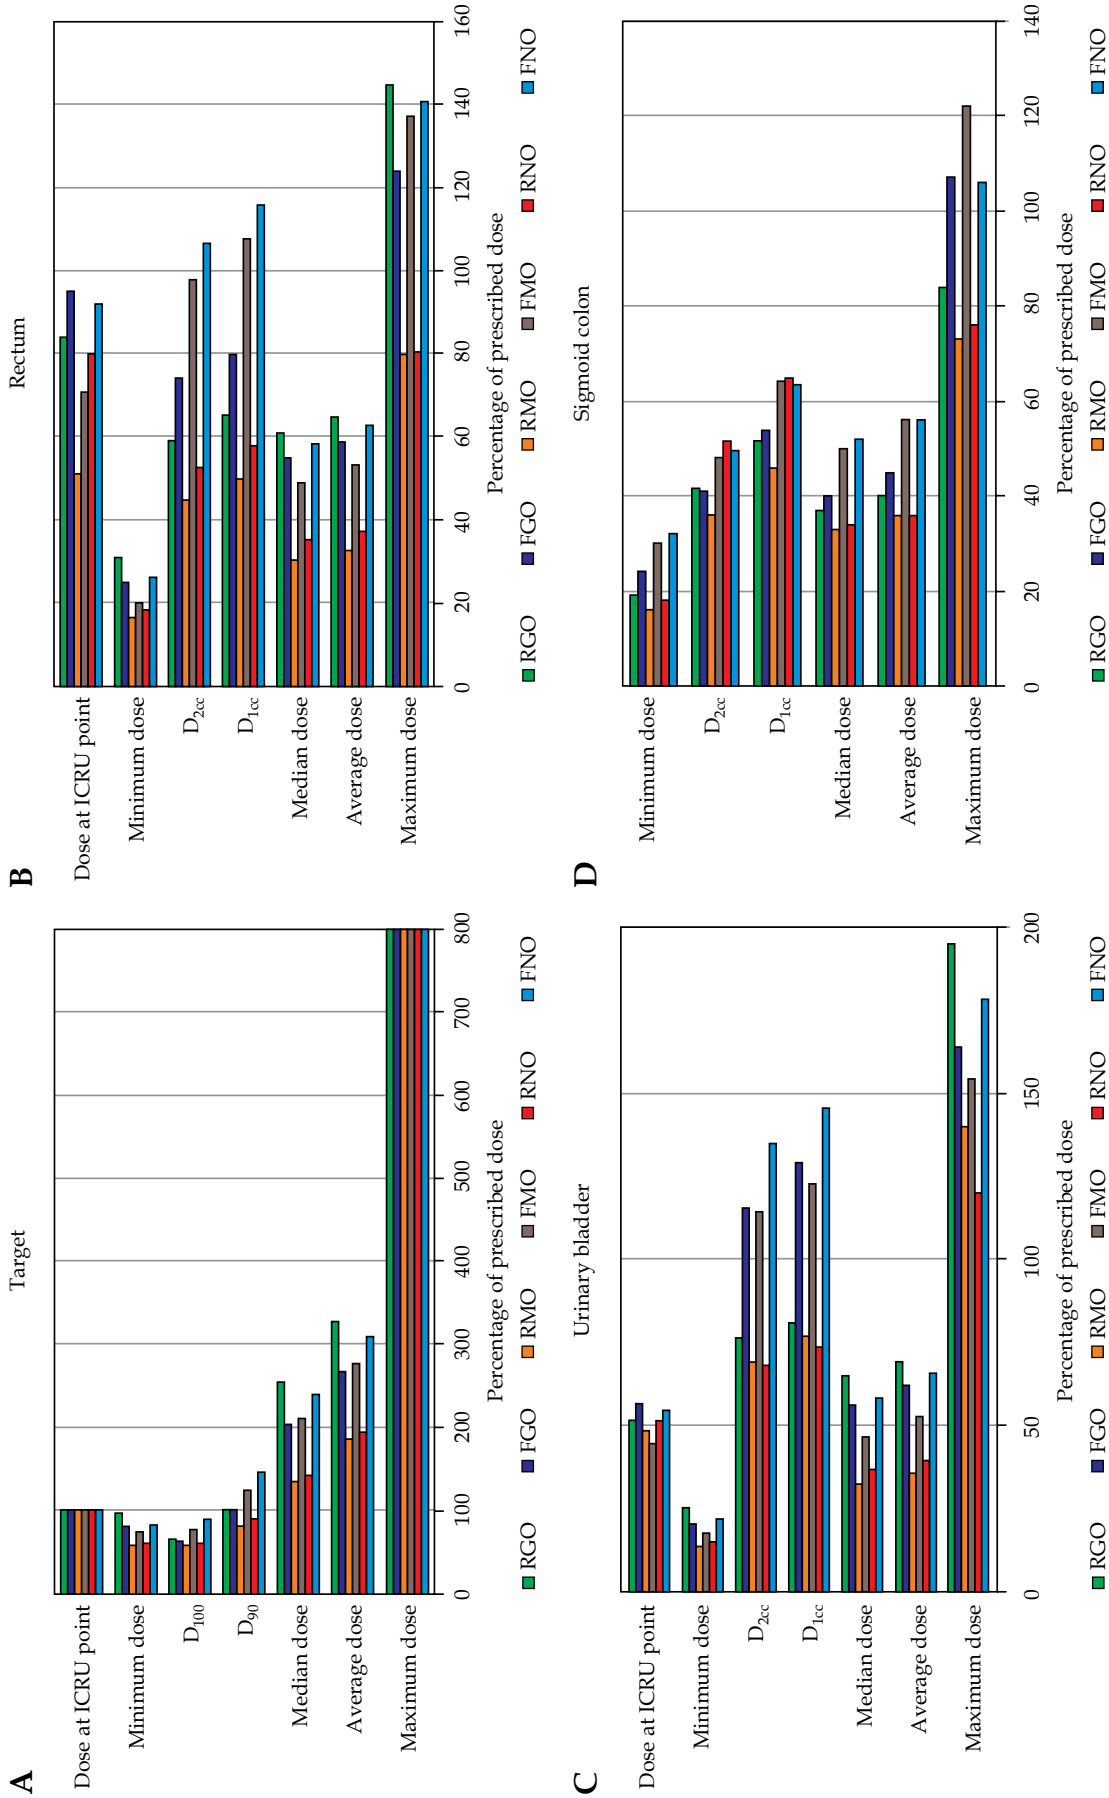 A
Target
Dose at ICRU point
Minimum dose
D100
D90
Median dose
Average dose
Maximum dose
0 100 200 300 400 500 600 700 800
Percentage of prescribed dose
RGO FGO RMO FMO RNO FNO
B
Rectum
Dose at ICRU point
Minimum dose
D2cc
D1cc
Median dose
Average dose
Maximum dose
0 20 40 60 80 100 120 140 160
Percentage of prescribed dose
RGO FGO RMO FMO RNO FNO
C
Urinary bladder
Dose at ICRU point
Minimum dose
D2cc
D1cc
Median dose
Average dose
Maximum dose
0 50 100 150 200
Percentage of prescribed dose
RGO FGO RMO FMO RNO FNO
D
Sigmoid colon
Minimum dose
D2cc
D1cc
Median dose
Average dose
Maximum dose
0 20 40 60 80 100 120 140
Percentage of prescribed dose
RGO FGO RMO FMO RNO FNO